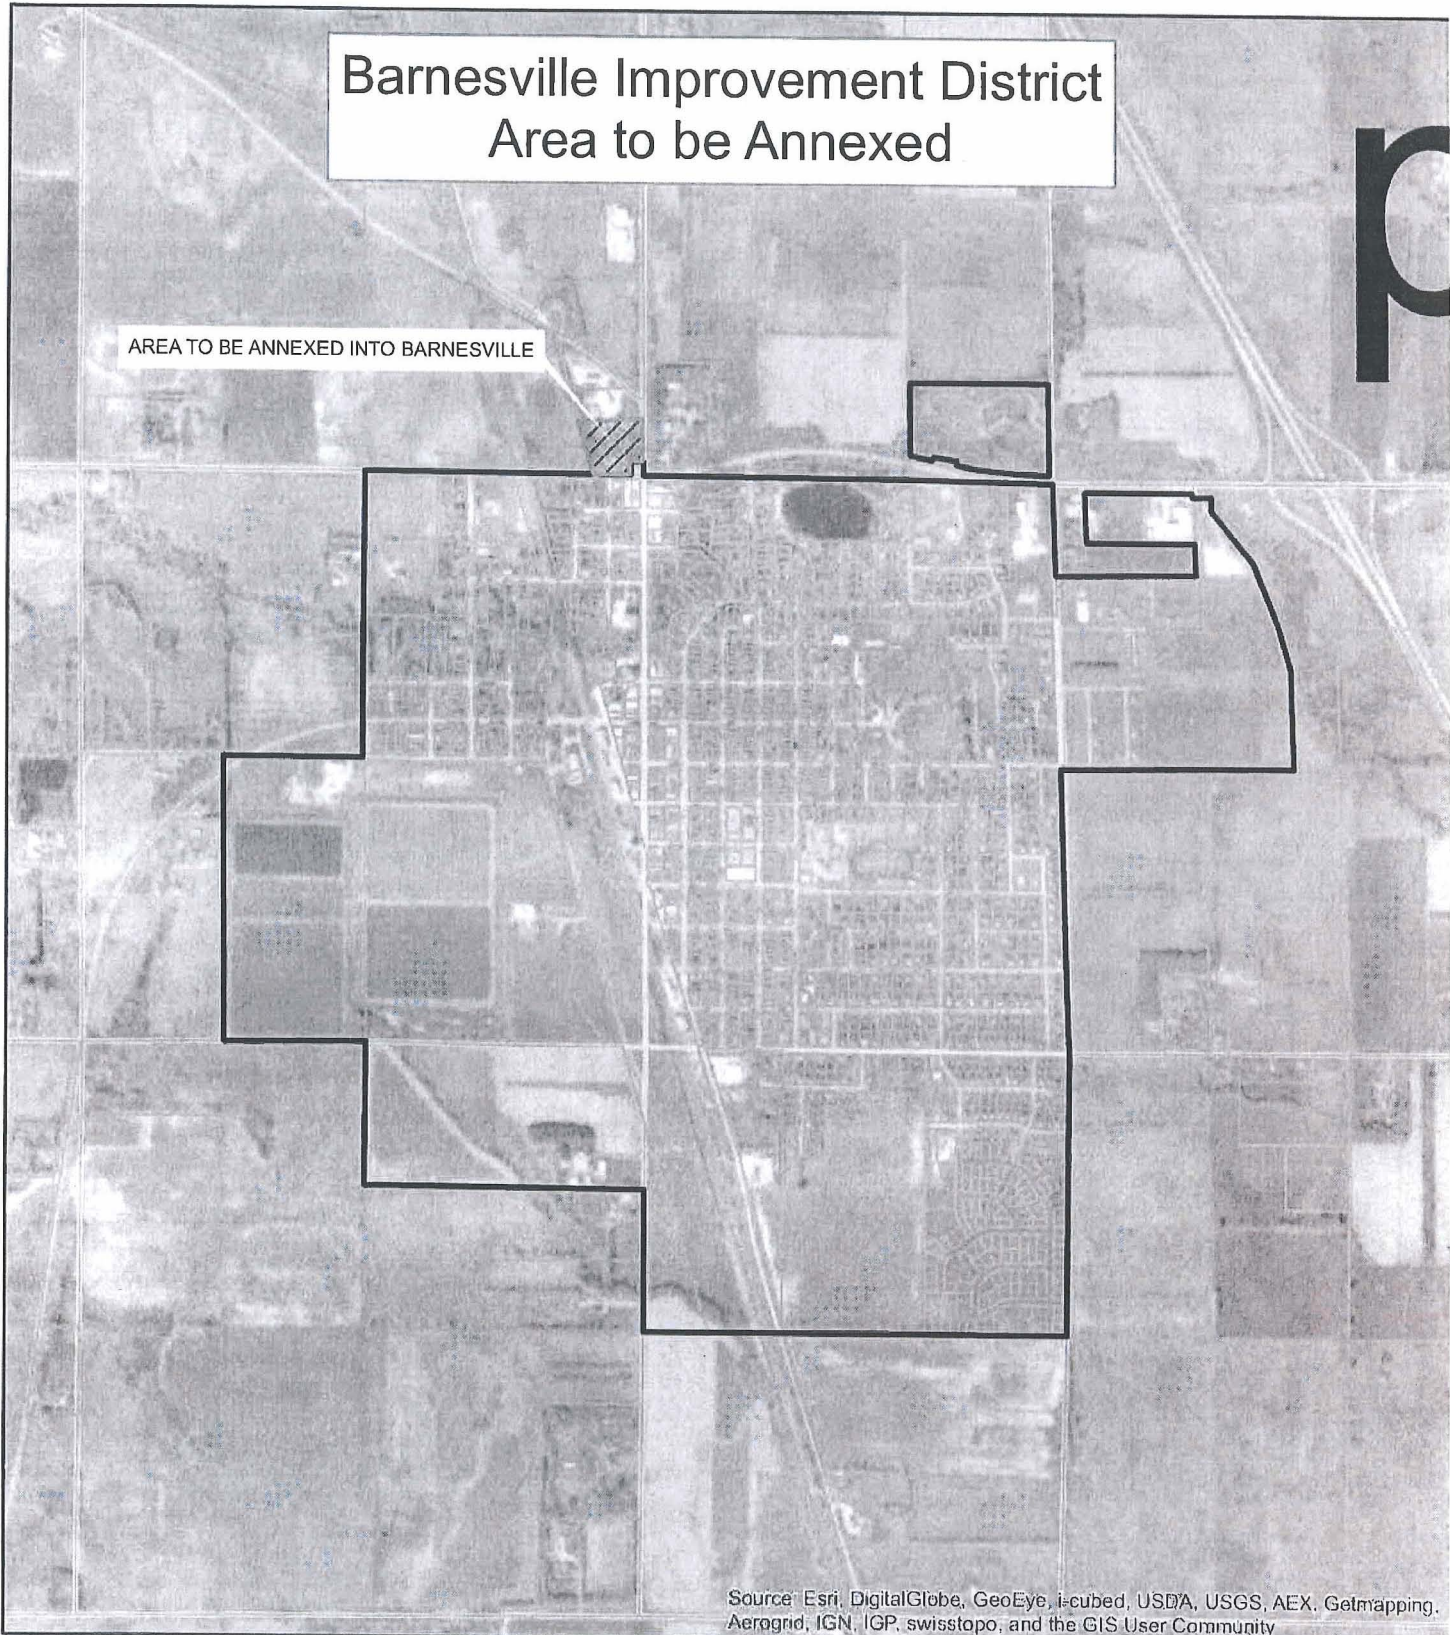 Barnesville Improvement District
Area to be Annexed
p
AREA TO BE ANNEXED INTO BARNESVILLE
Source: Esri, DigitalGlobe, GeoEye, i-cubed, USDA, USGS, AEX, Getmapping,
Aerogrid, IGN, IGP, swisstopo, and the GIS User Community